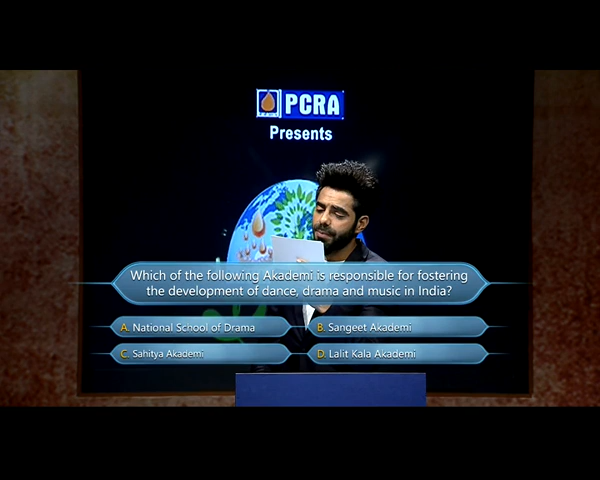 PCRA
Presents
Which of the following Akademi is responsible for fostering
the development of dance, drama and music in India?
A. National School of Drama
B. Sangeet Akademi
C. Sahitya Akademi
D. Lalit Kala Akademi